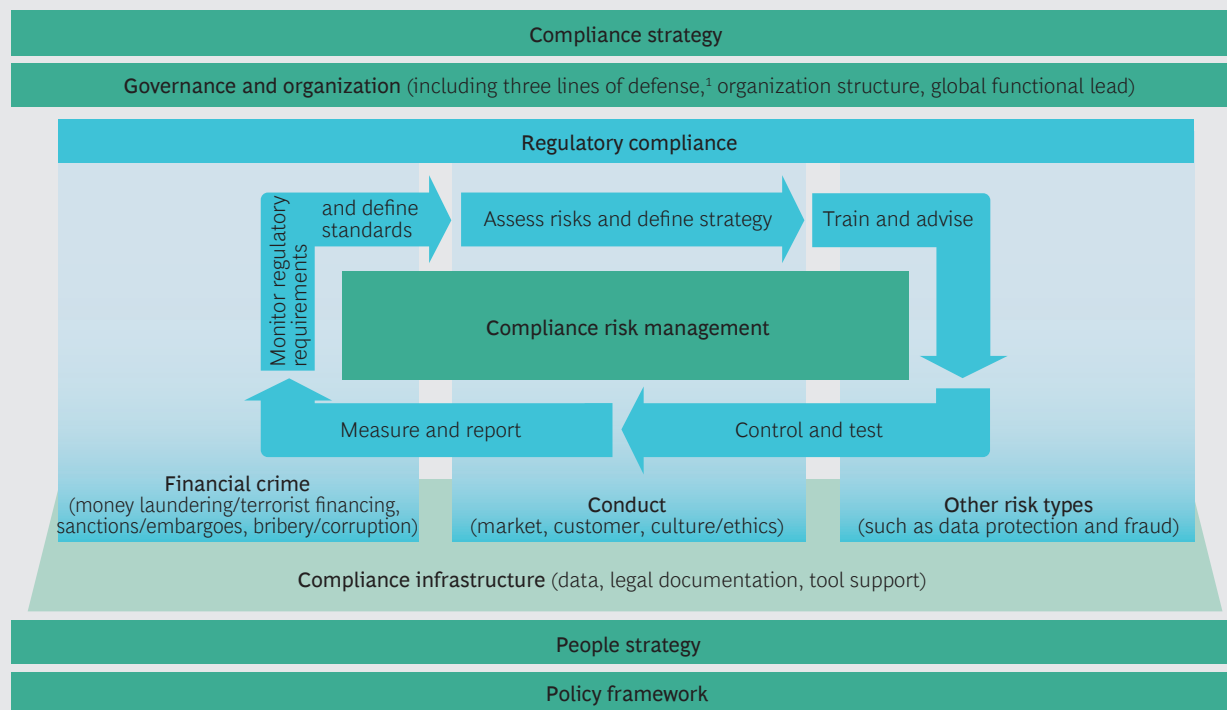 Compliance strategy
Governance and organization (including three lines of defense,¹ organization structure, global functional lead)
Regulatory compliance
Monitor regulatory
requirements
and define
standards
Assess risks and define strategy
Train and advise
Compliance risk management
Measure and report
Control and test
Financial crime
(money laundering/terrorist financing,
sanctions/embargoes, bribery/corruption)
Conduct
(market, customer, culture/ethics)
Other risk types
(such as data protection and fraud)
Compliance infrastructure (data, legal documentation, tool support)
People strategy
Policy framework